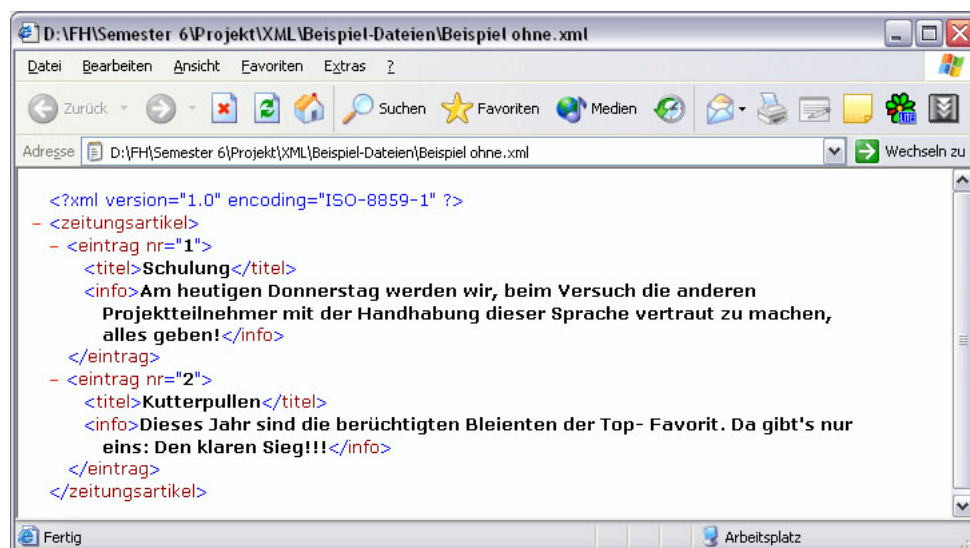 D:\FH\Semester 6\Projekt\XML\Beispiel-Dateien\Beispiel ohne.xml
Datei Bearbeiten Ansicht Favoriten Extras ?
Zurück Suchen Favoriten Medien LITE
Adresse D:\FH\Semester 6\Projekt\XML\Beispiel-Dateien\Beispiel ohne.xml Wechseln zu
<?xml version="1.0" encoding="ISO-8859-1" ?>
- <zeitungsartikel>
- <eintrag nr="1">
<titel>Schulung</titel>
<info>Am heutigen Donnerstag werden wir, beim Versuch die anderen
Projektteilnehmer mit der Handhabung dieser Sprache vertraut zu machen,
alles geben!</info>
</eintrag>
- <eintrag nr="2">
<titel>Kutterpullen</titel>
<info>Dieses Jahr sind die berüchtigten Bleienten der Top- Favorit. Da gibt's nur
eins: Den klaren Sieg!!!</info>
</eintrag>
</zeitungsartikel>
Fertig Arbeitsplatz